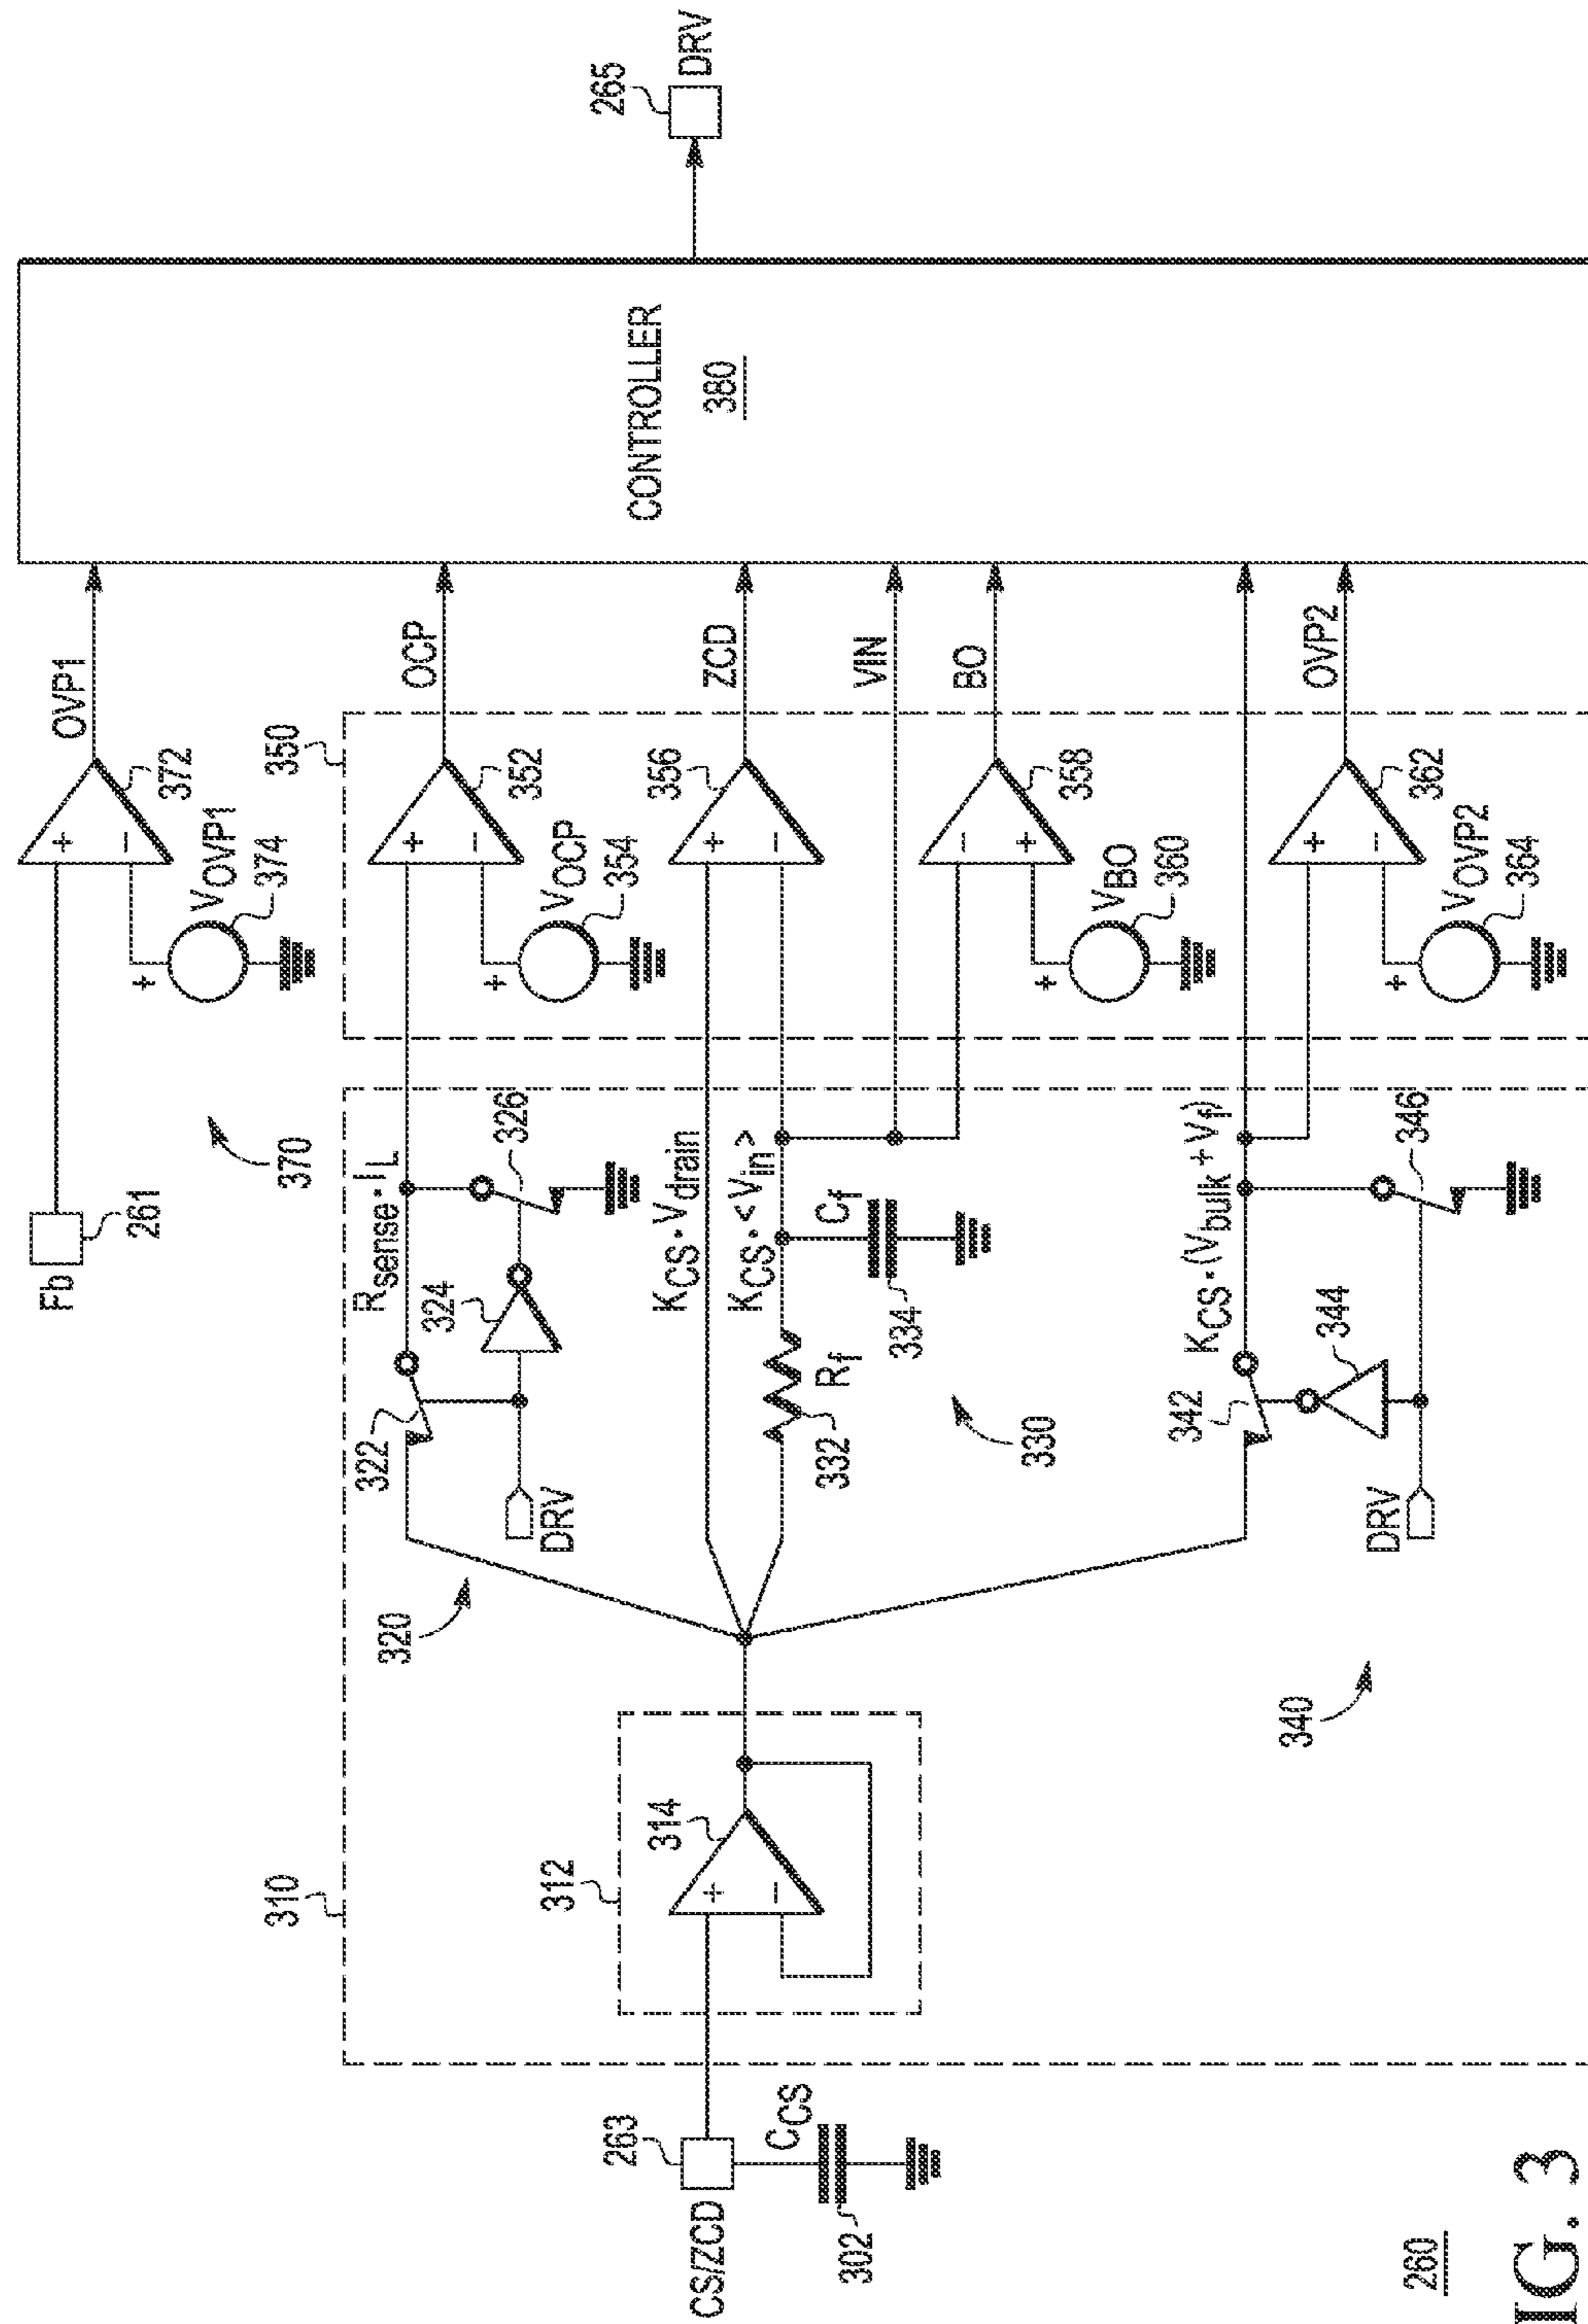 Fb
261
370
OVP1
372
VOVP1
374
310
350
OCP
352
VOCP
354
Rsense·IL
326
324
322
DRV
320
265
DRV
CONTROLLER
380
ZCD
356
KCS·Vdrain
KCS·<Vin>
312
314
263
CS/ZCD
CCS
302
Rf
332
Cf
334
330
VIN
BO
358
VBO
360
KCS·(Vbulk+Vf)
342
344
346
DRV
340
OVP2
362
VOVP2
364
260
IG. 3